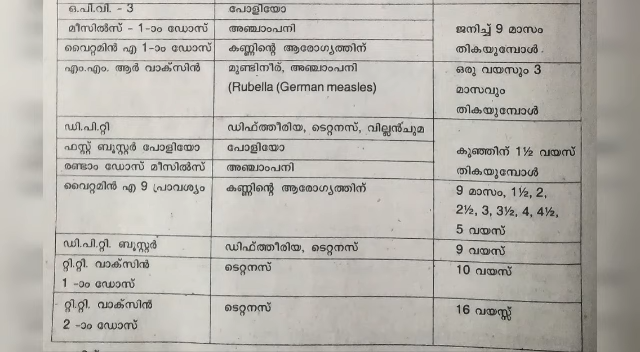 ഒ.പി.വി. - 3 പോളിയോ
മീസിൽസ് - 1-ാം ഡോസ് അഞ്ചാംപനി ജനിച്ച് 9 മാസം
വൈറ്റമിൻ എ 1-ാം ഡോസ് കണ്ണിന്റെ ആരോഗ്യത്തിന് തികയുമ്പോൾ
എം.എം. ആർ വാക്സിൻ മുണ്ടിനീര്, അഞ്ചാംപനി ഒരു വയസും 3
(Rubella (German measles) മാസവും
തികയുമ്പോൾ
ഡി.പി.റ്റി ഡിഫ്ത്തീരിയ, ടെറ്റനസ്, വില്ലൻചുമ
ഫസ്റ്റ് ബൂസ്റ്റർ പോളിയോ പോളിയോ കുഞ്ഞിന് 1½ വയസ്
രണ്ടാം ഡോസ് മീസിൽസ് അഞ്ചാംപനി തികയുമ്പോൾ
വൈറ്റമിൻ എ 9 പ്രാവശ്യം കണ്ണിന്റെ ആരോഗ്യത്തിന് 9 മാസം, 1½, 2,
2½, 3, 3½, 4, 4½,
5 വയസ്
ഡി.പി.റ്റി. ബൂസ്റ്റർ ഡിഫ്ത്തീരിയ, ടെറ്റനസ് 9 വയസ്
റ്റി.റ്റി. വാക്സിൻ ടെറ്റനസ് 10 വയസ്
1 -ാം ഡോസ്
റ്റി.റ്റി. വാക്സിൻ ടെറ്റനസ് 16 വയസ്സ്
2 -ാം ഡോസ്